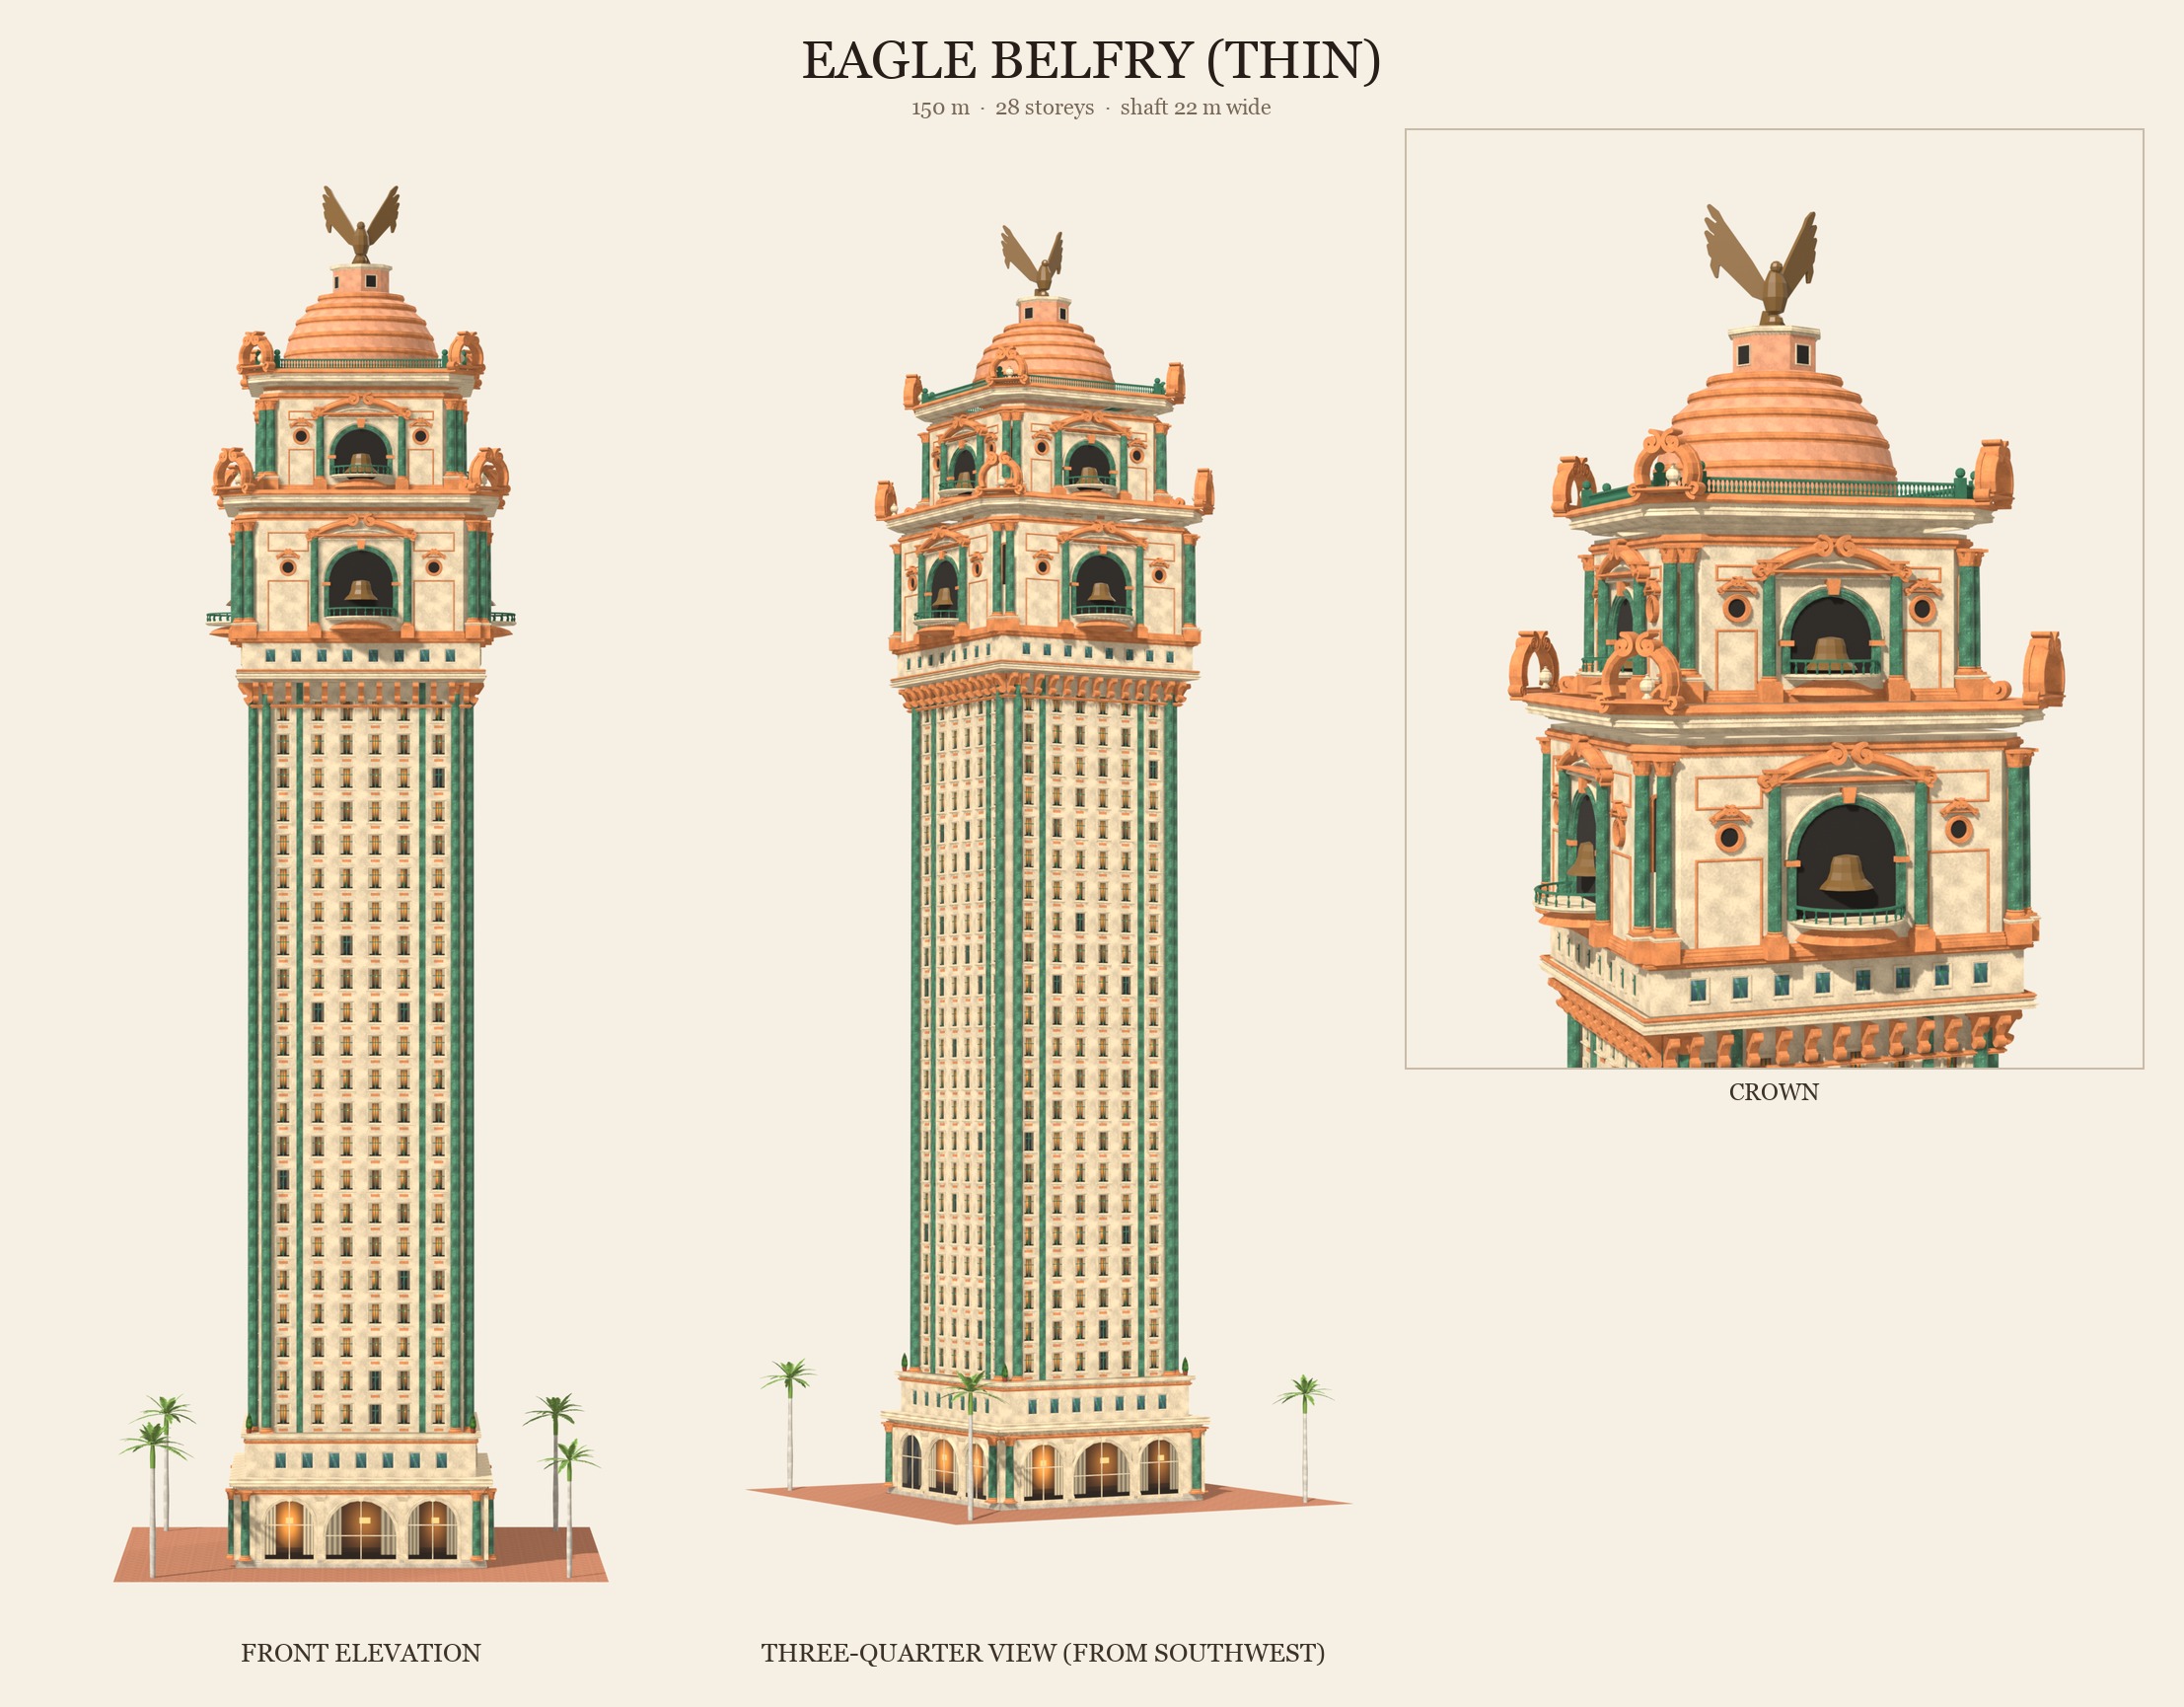 EAGLE BELFRY (THIN)
150 m · 28 storeys · shaft 22 m wide
CROWN
FRONT ELEVATION
THREE-QUARTER VIEW (FROM SOUTHWEST)